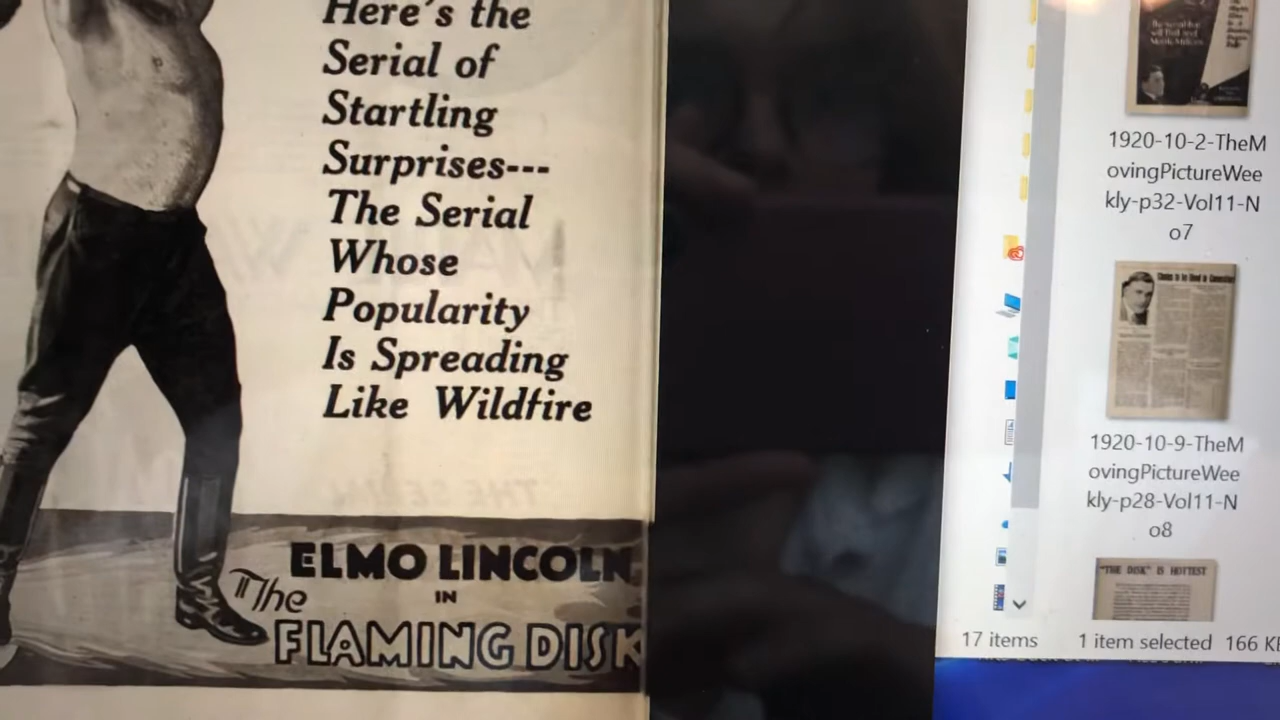 Here's the
Serial of
Startling
Surprises---
The Serial
Whose
Popularity
Is Spreading
Like Wildfire
ELMO LINCOLN
The
IN
FLAMING DISK
1920-10-2-TheM
ovingPictureWee
kly-p32-Vol11-N
o7
1920-10-9-TheM
ovingPictureWee
kly-p28-Vol11-N
o8
"THE DISK" IS HOTTEST
17 items 1 item selected 166 K